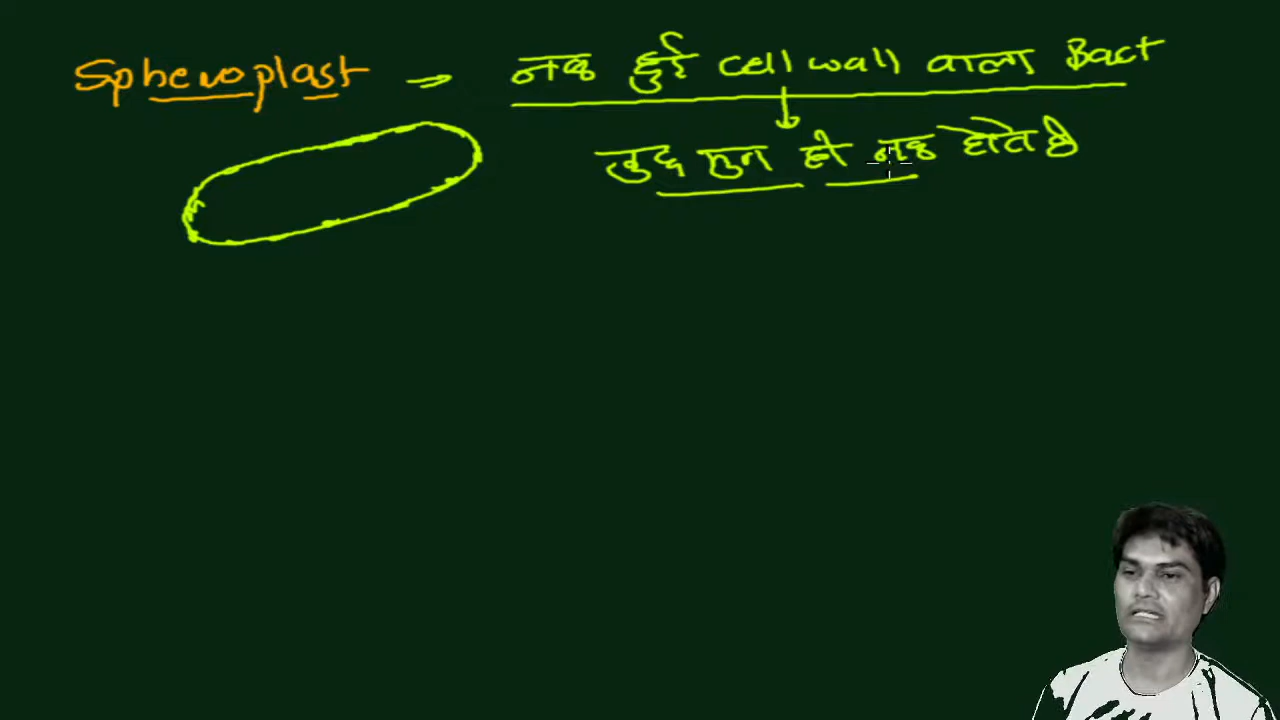 Spheroplast → नष्ट हुई cell wall वाला Bact
खुद मुन हो नष्ट होते है